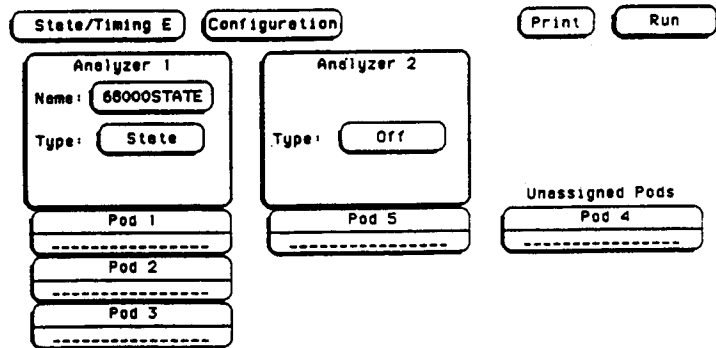 State/Timing E Configuration Print Run
Analyzer 1
Name: 68000STATE
Type: State
Analyzer 2
Type: Off
Unassigned Pods
Pod 1
Pod 2
Pod 3
Pod 5
Pod 4